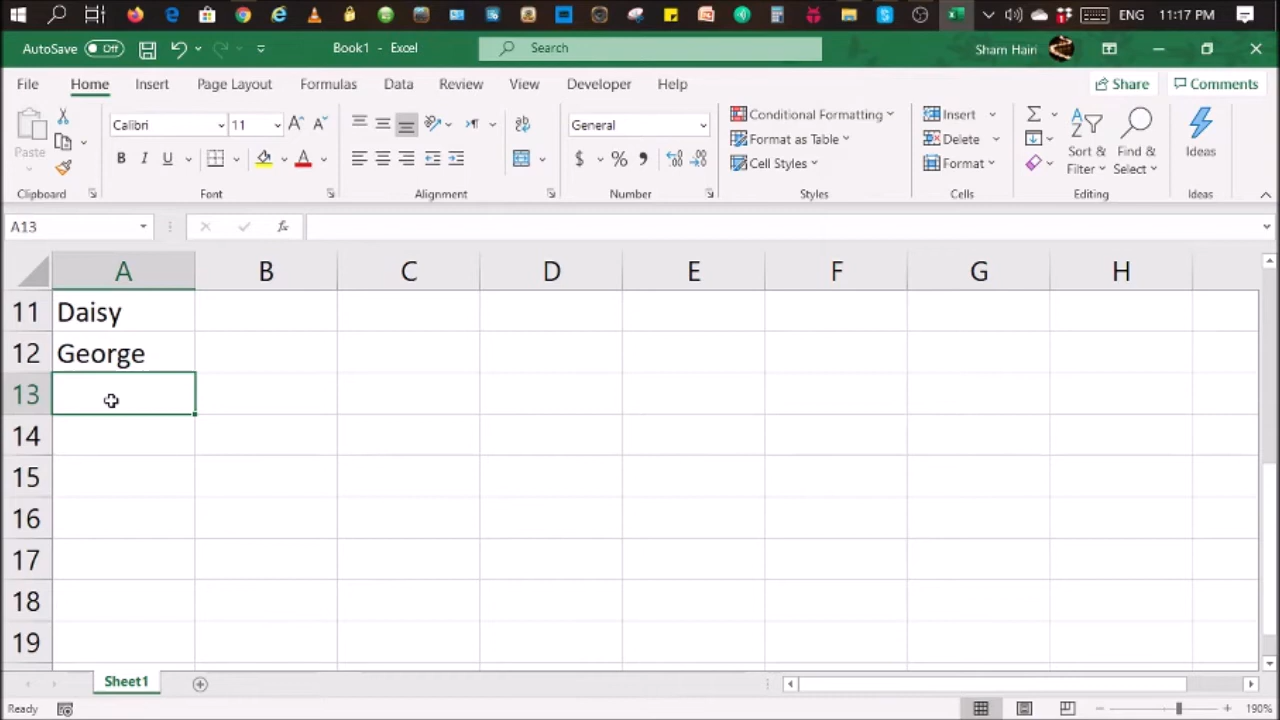 ENG 11:17 PM
AutoSave Off Book1 - Excel Search Sham Hairi
File Home Insert Page Layout Formulas Data Review View Developer Help Share Comments
Paste
Calibri 11
B I U
General
$ % ,
Conditional Formatting
Format as Table
Cell Styles
Insert
Delete
Format
Sort &
Filter
Find &
Select
Ideas
Clipboard Font Alignment Number Styles Cells Editing Ideas
A13 fx
A B C D E F G H
11 Daisy
12 George
13
14
15
16
17
18
19
Sheet1
Ready 190%